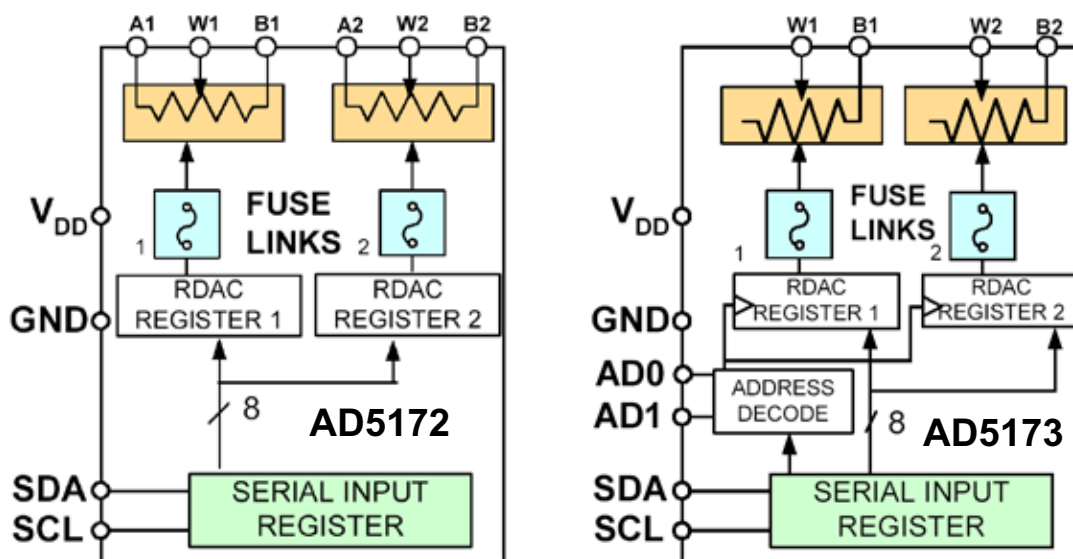 A1 W1 B1 A2 W2 B2
VDD
1
FUSE
LINKS
2
RDAC
REGISTER 1
RDAC
REGISTER 2
GND
8
AD5172
SDA
SCL
SERIAL INPUT
REGISTER
W1 B1 W2 B2
VDD
1
FUSE
LINKS
2
RDAC
REGISTER 1
RDAC
REGISTER 2
GND
AD0
AD1
ADDRESS
DECODE
8
AD5173
SDA
SCL
SERIAL INPUT
REGISTER